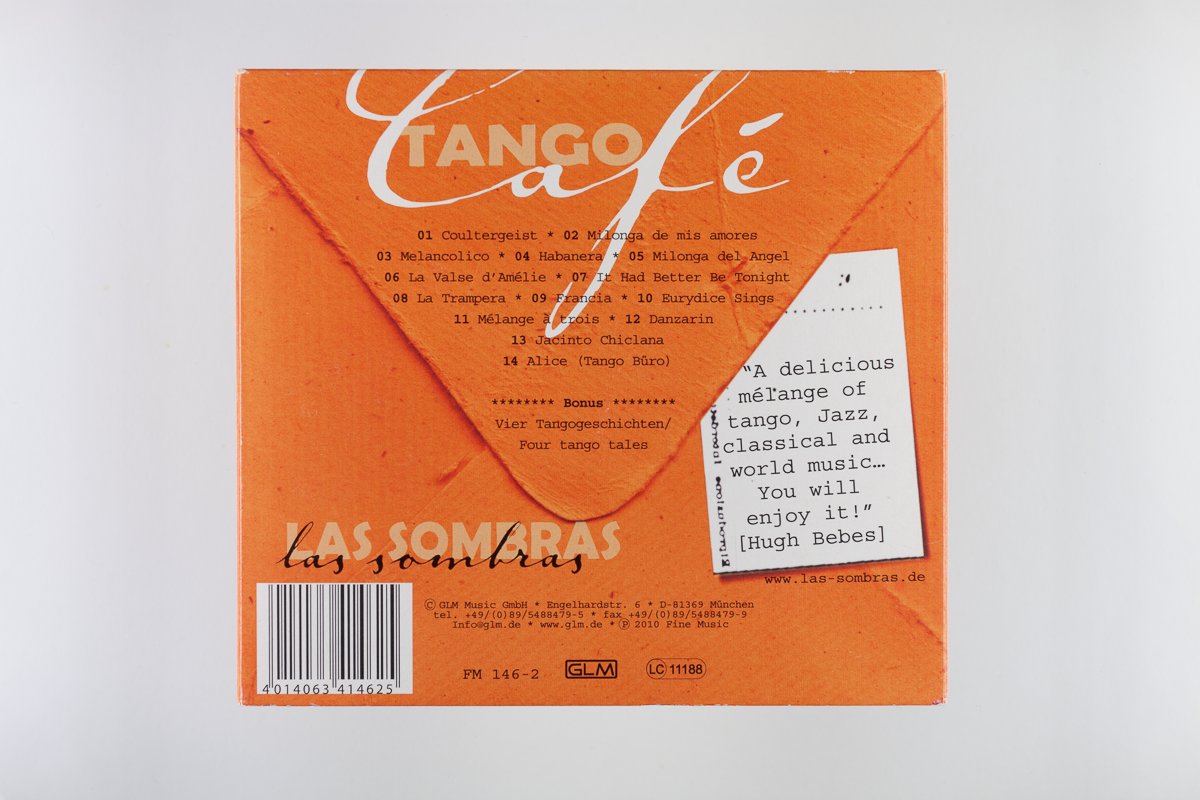 TANGO
Café
01 Coultergeist * 02 Milonga de mis amores
03 Melancolico * 04 Habanera * 05 Milonga del Angel
06 La Valse d'Amélie * 07 It Had Better Be Tonight
08 La Trampera * 09 Francia * 10 Eurydice Sings
11 Mélange à trois * 12 Danzarin
13 Jacinto Chiclana
14 Alice (Tango Büro)
******** Bonus ********
Vier Tangogeschichten/
Four tango tales
"A delicious
mélange of
tango, Jazz,
classical and
world music…
You will
enjoy it!"
[Hugh Bebes]
www.las-sombras.de
LAS SOMBRAS
las sombras
© GLM Music GmbH * Engelhardstr. 6 * D-81369 München
tel. +49/(0)89/5488479-5 * fax +49/(0)89/5488479-9
Info@glm.de * www.glm.de * ℗ 2010 Fine Music
FM 146-2
GLM
LC 11188
4 014063 414625